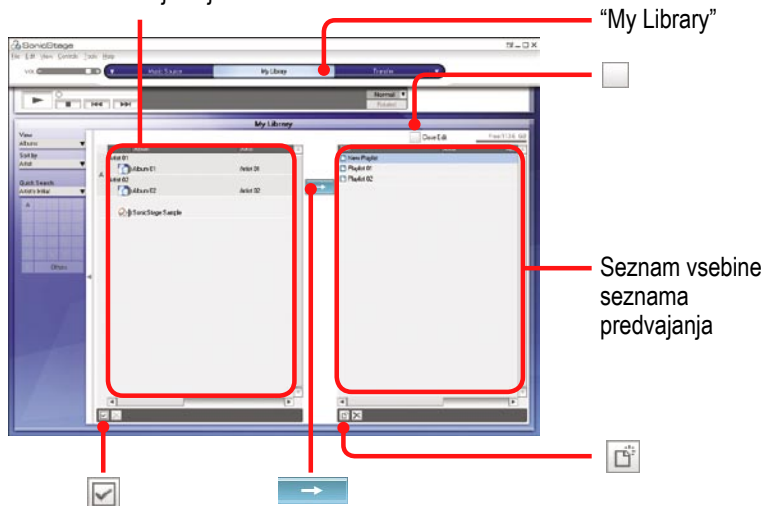 "My Library"
SonicStage
File Edit View Controls Tools Help
VOL
Music Source
My Library
Transfer
Normal
My Library
View
Albums
Sort by
Artist
Quick Search
Artist's Initial
A
Others
A
Artist 01
Album 01 Artist 01
Artist 02
Album 02 Artist 02
SonicStage Sample
Close Edit
New Playlist
Playlist 01
Playlist 02
Seznam vsebine
seznama
predvajanja